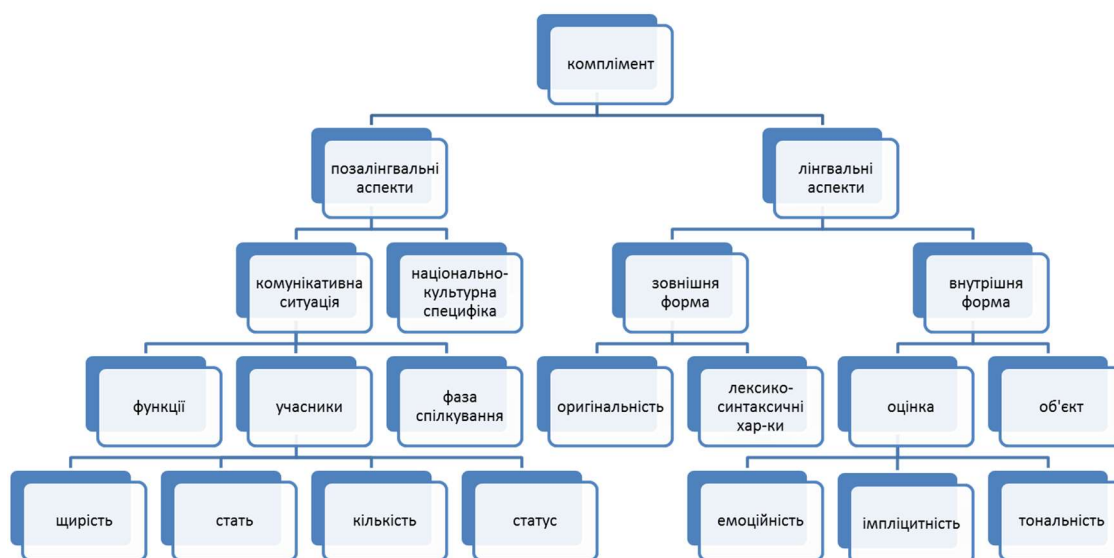 комплімент
позалінгвальні
аспекти
лінгвальні
аспекти
комунікативна
ситуація
національно-
культурна
специфіка
зовнішня
форма
внутрішня
форма
функції
учасники
фаза
спілкування
оригінальність
лексико-
синтаксичні
хар-ки
оцінка
об'єкт
щирість
стать
кількість
статус
емоційність
імпліцитність
тональність